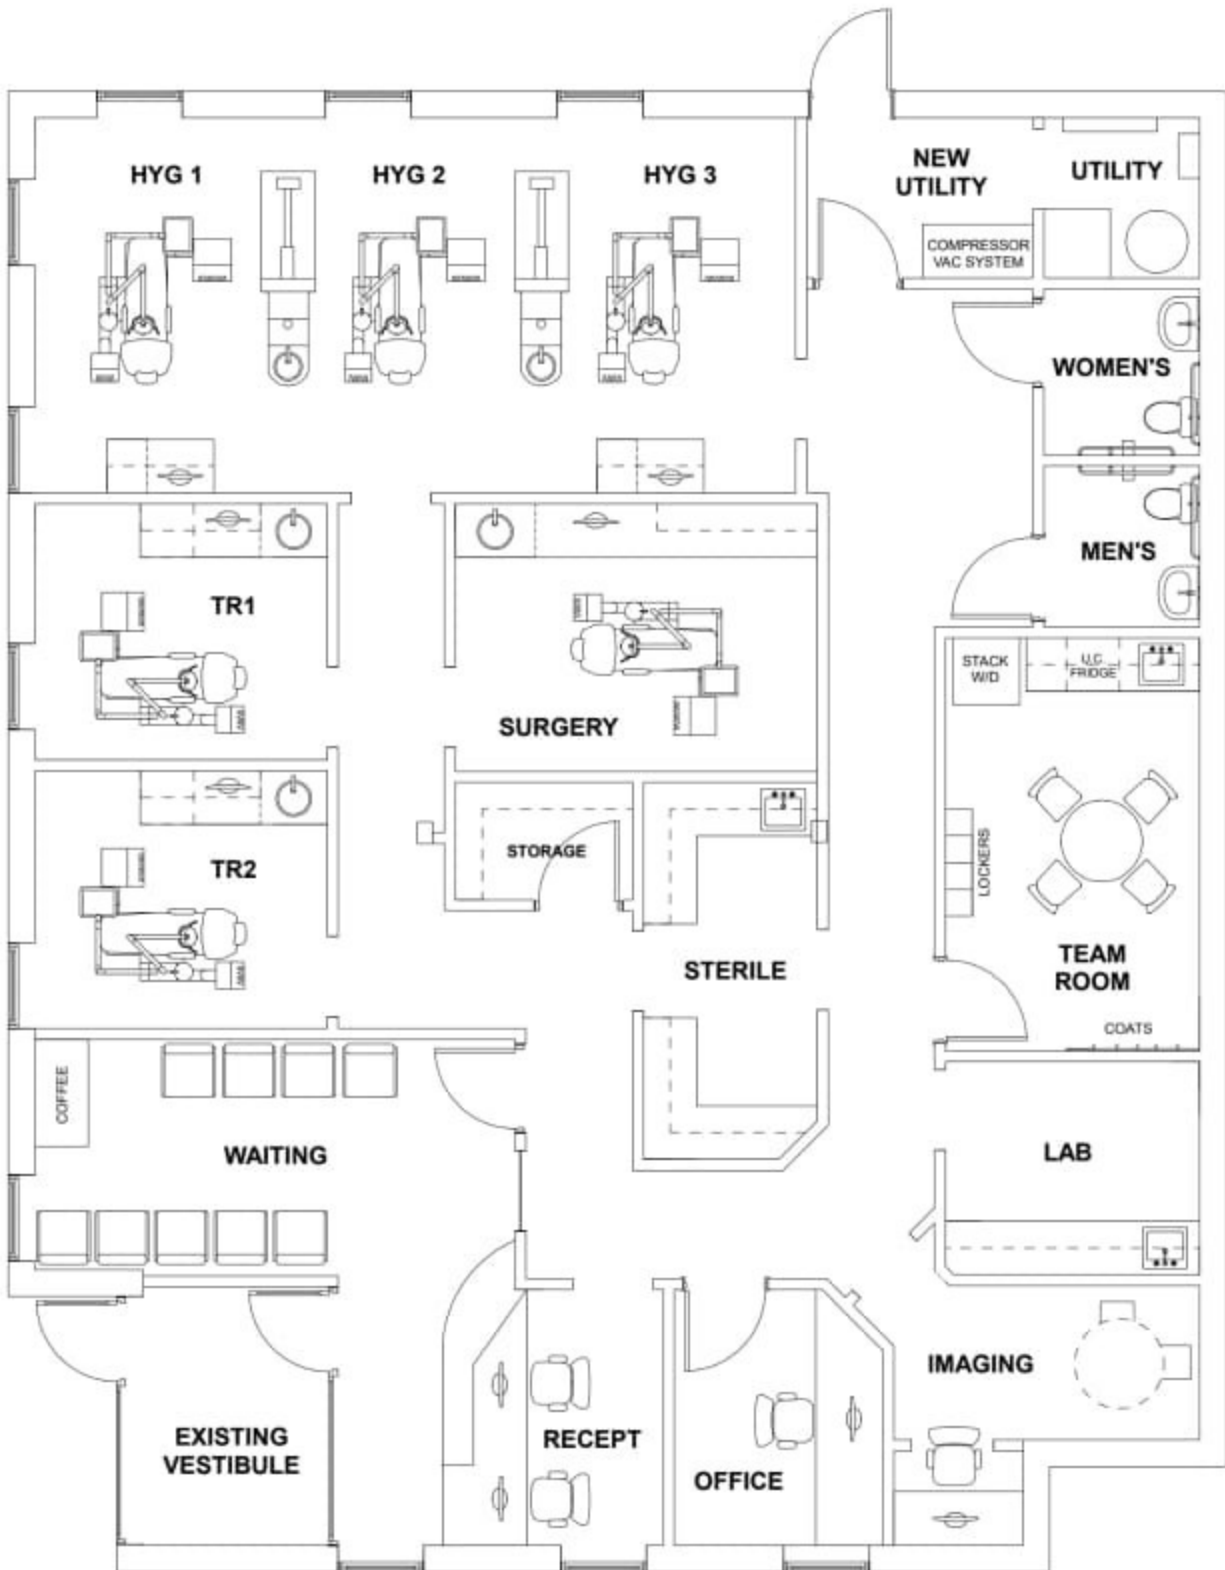 HYG 1
HYG 2
HYG 3
NEW
UTILITY
UTILITY
COMPRESSOR
VAC SYSTEM
WOMEN'S
MEN'S
TR1
SURGERY
STACK
W/D
U.C
FRIDGE
TR2
STORAGE
LOCKERS
STERILE
TEAM
ROOM
COATS
COFFEE
WAITING
LAB
IMAGING
EXISTING
VESTIBULE
RECEPT
OFFICE